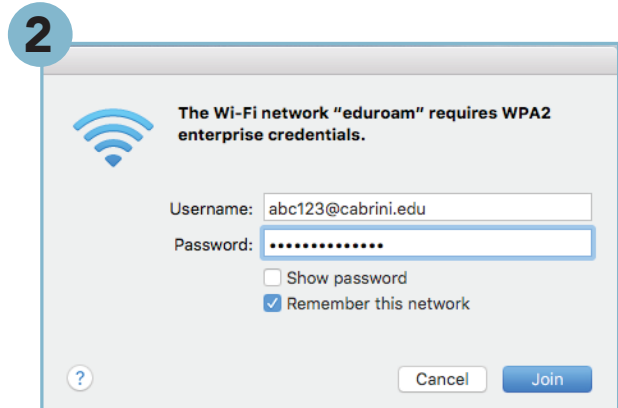 2
The Wi-Fi network “eduroam” requires WPA2
enterprise credentials.
Username: abc123@cabrini.edu
Password: ••••••••••••••
Show password
Remember this network
? Cancel Join